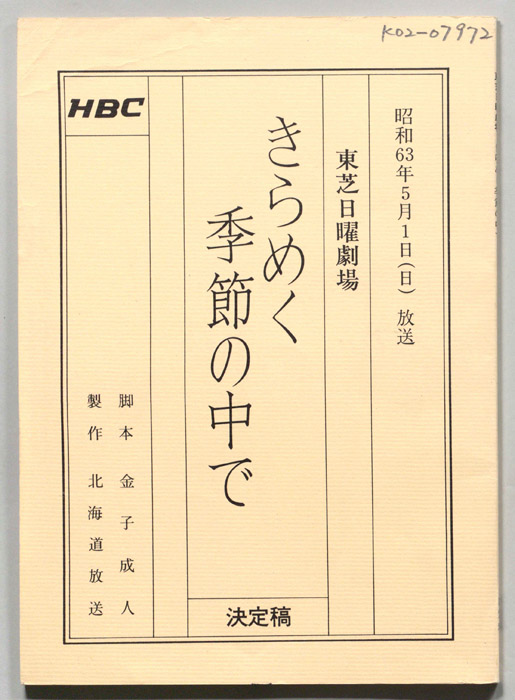 K02-07972
昭和63年5月1日(日) 放送
東芝日曜劇場
きらめく
季節の中で
決定稿
HBC
脚本 金子成人
製作 北海道放送